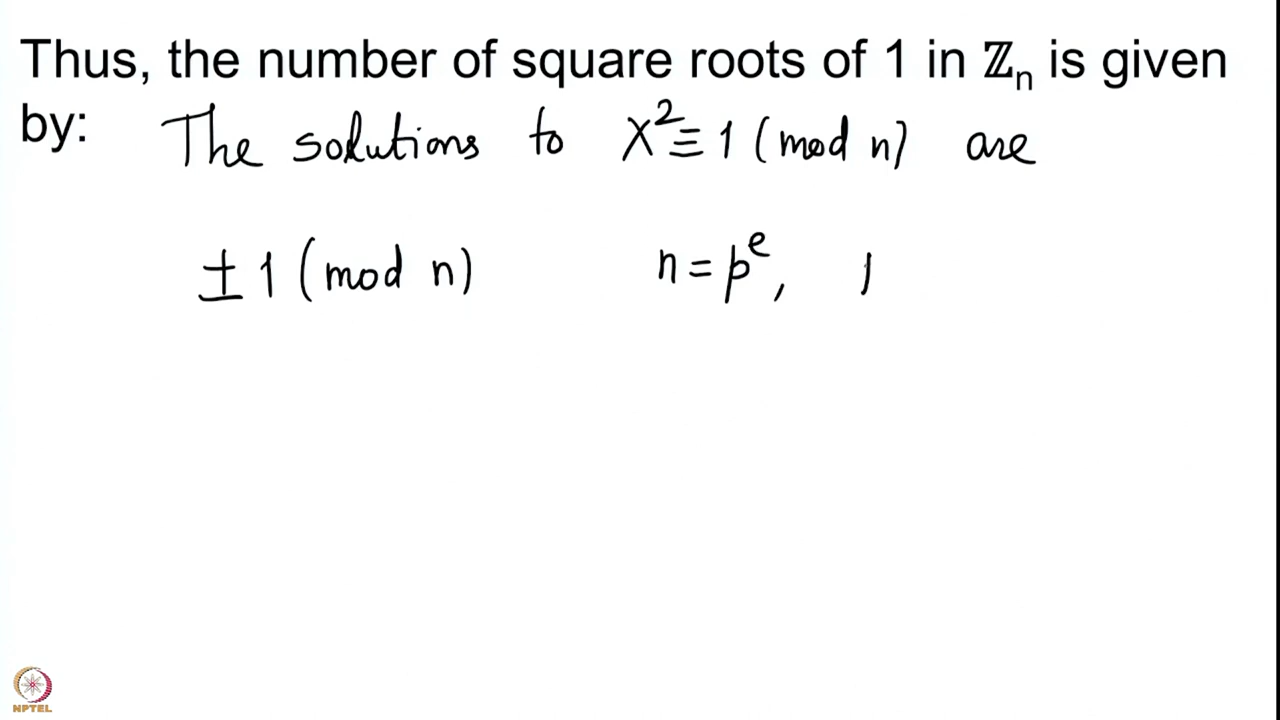 Thus, the number of square roots of 1 in ℤₙ is given
by: The solutions to X² ≡ 1 (mod n) are
± 1 (mod n) n = pᵉ,
NPTEL